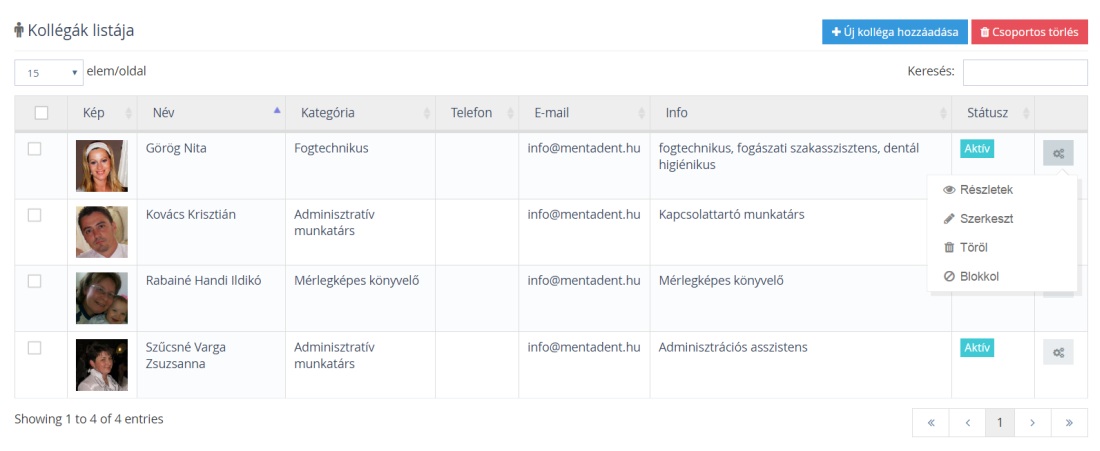 Kollégák listája
Új kolléga hozzáadása
Csoportos törlés
15 elem/oldal
Keresés:
Kép Név Kategória Telefon E-mail Info Státusz
Görög Nita Fogtechnikus info@mentadent.hu fogtechnikus, fogászati szakasszisztens, dentál Aktív
higiénikus
Részletek
Szerkeszt
Töröl
Blokkol
Kovács Krisztián Adminisztratív info@mentadent.hu Kapcsolattartó munkatárs
munkatárs
Rabainé Handi Ildikó Mérlegképes könyvelő info@mentadent.hu Mérlegképes könyvelő
Szűcsné Varga Adminisztratív info@mentadent.hu Adminisztrációs asszistens Aktív
Zsuzsanna munkatárs
Showing 1 to 4 of 4 entries
« < 1 > »